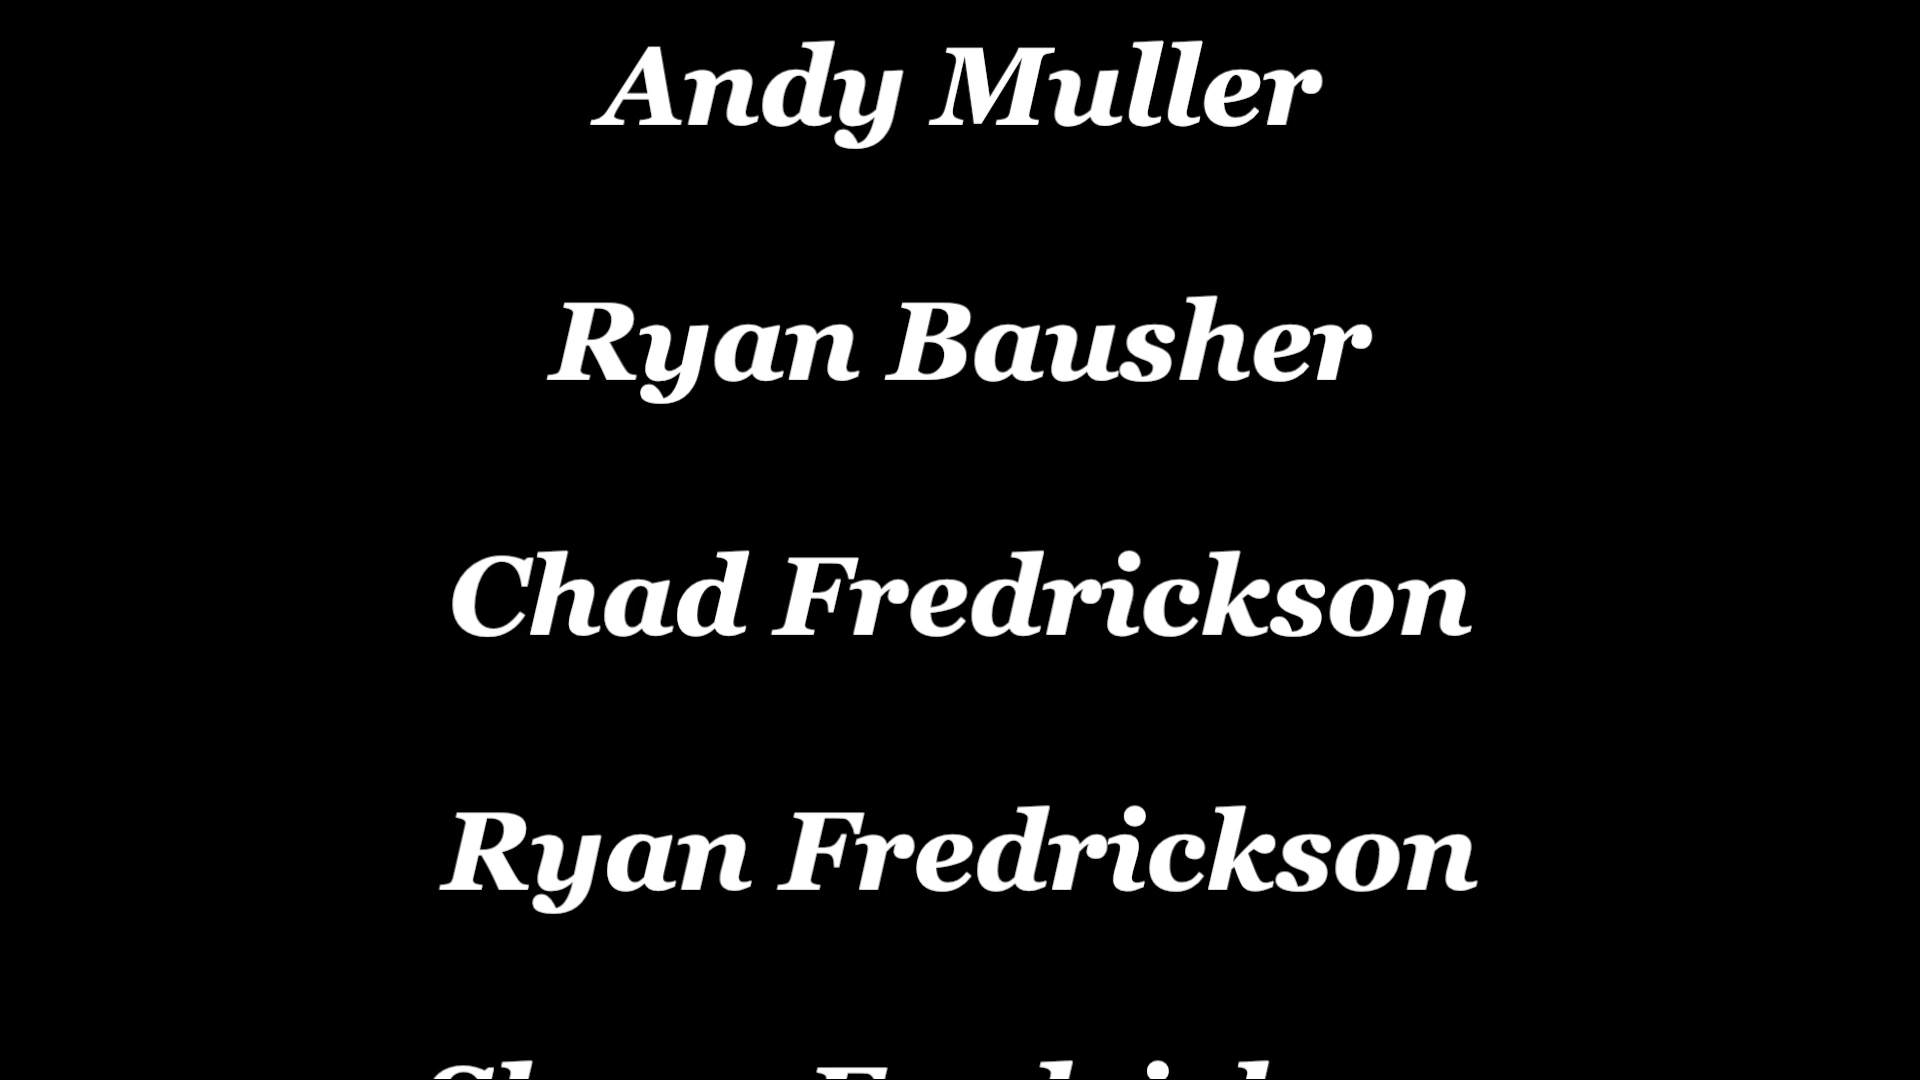 Andy Muller
Ryan Bausher
Chad Fredrickson
Ryan Fredrickson